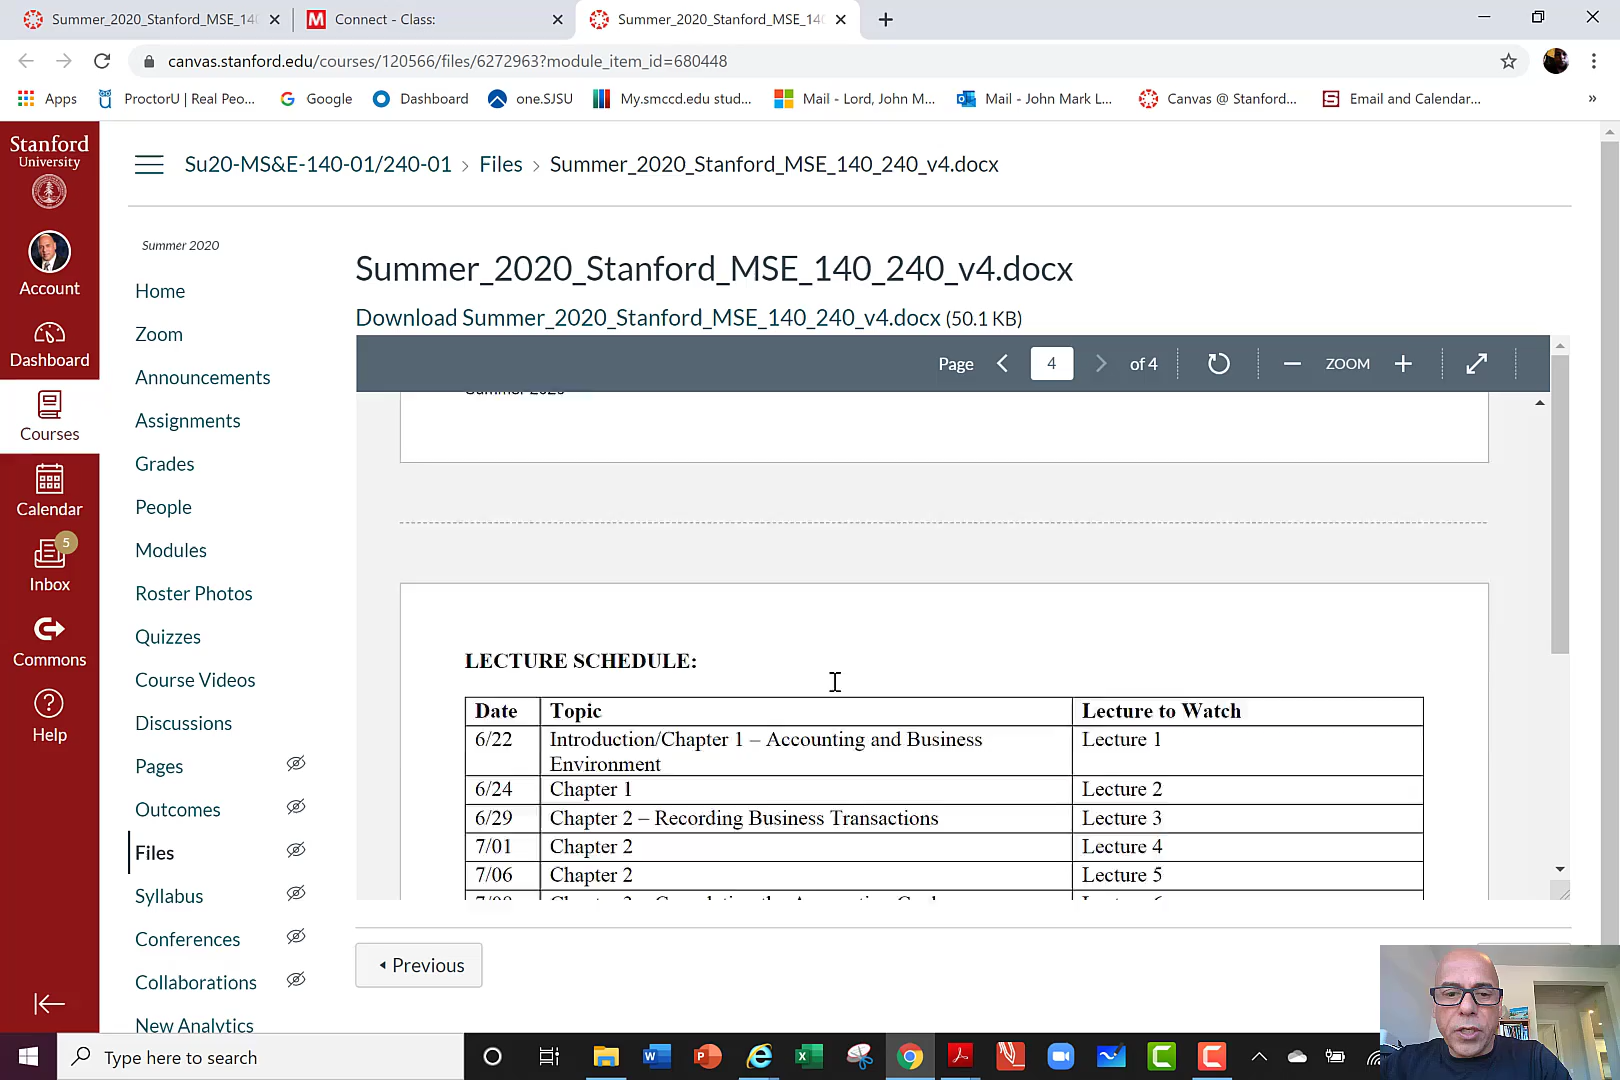 Summer_2020_Stanford_MSE_140
Connect - Class:
Summer_2020_Stanford_MSE_140
canvas.stanford.edu/courses/120566/files/6272963?module_item_id=680448
Apps
ProctorU | Real Peo...
Google
Dashboard
one.SJSU
My.smccd.edu stud...
Mail - Lord, John M...
Mail - John Mark L...
Canvas @ Stanford...
Email and Calendar...
»
Stanford
University
Account
Dashboard
Courses
Calendar
5
Inbox
Commons
Help
Su20-MS&E-140-01/240-01 > Files > Summer_2020_Stanford_MSE_140_240_v4.docx
Summer 2020
Home
Zoom
Announcements
Assignments
Grades
People
Modules
Roster Photos
Quizzes
Course Videos
Discussions
Pages
Outcomes
Files
Syllabus
Conferences
Collaborations
New Analytics
Summer_2020_Stanford_MSE_140_240_v4.docx
Download Summer_2020_Stanford_MSE_140_240_v4.docx (50.1 KB)
Page 4 of 4 ZOOM
LECTURE SCHEDULE:
Date Topic Lecture to Watch
6/22 Introduction/Chapter 1 – Accounting and Business Lecture 1
Environment
6/24 Chapter 1 Lecture 2
6/29 Chapter 2 – Recording Business Transactions Lecture 3
7/01 Chapter 2 Lecture 4
7/06 Chapter 2 Lecture 5
Previous
Type here to search